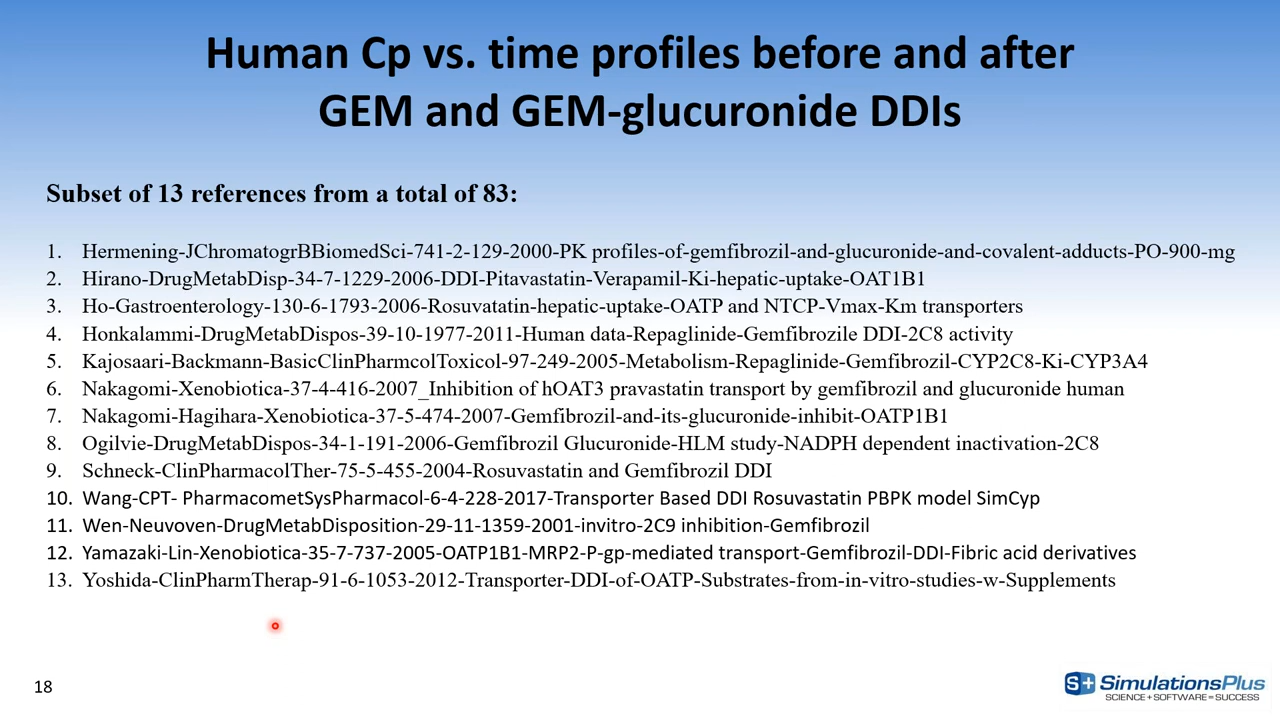 Human Cp vs. time profiles before and after
GEM and GEM-glucuronide DDIs
Subset of 13 references from a total of 83:
1. Hermening-JChromatogrBBiomedSci-741-2-129-2000-PK profiles-of-gemfibrozil-and-glucuronide-and-covalent-adducts-PO-900-mg
2. Hirano-DrugMetabDisp-34-7-1229-2006-DDI-Pitavastatin-Verapamil-Ki-hepatic-uptake-OAT1B1
3. Ho-Gastroenterology-130-6-1793-2006-Rosuvatatin-hepatic-uptake-OATP and NTCP-Vmax-Km transporters
4. Honkalammi-DrugMetabDispos-39-10-1977-2011-Human data-Repaglinide-Gemfibrozile DDI-2C8 activity
5. Kajosaari-Backmann-BasicClinPharmcolToxicol-97-249-2005-Metabolism-Repaglinide-Gemfibrozil-CYP2C8-Ki-CYP3A4
6. Nakagomi-Xenobiotica-37-4-416-2007_Inhibition of hOAT3 pravastatin transport by gemfibrozil and glucuronide human
7. Nakagomi-Hagihara-Xenobiotica-37-5-474-2007-Gemfibrozil-and-its-glucuronide-inhibit-OATP1B1
8. Ogilvie-DrugMetabDispos-34-1-191-2006-Gemfibrozil Glucuronide-HLM study-NADPH dependent inactivation-2C8
9. Schneck-ClinPharmacolTher-75-5-455-2004-Rosuvastatin and Gemfibrozil DDI
10. Wang-CPT- PharmacometSysPharmacol-6-4-228-2017-Transporter Based DDI Rosuvastatin PBPK model SimCyp
11. Wen-Neuvoven-DrugMetabDisposition-29-11-1359-2001-invitro-2C9 inhibition-Gemfibrozil
12. Yamazaki-Lin-Xenobiotica-35-7-737-2005-OATP1B1-MRP2-P-gp-mediated transport-Gemfibrozil-DDI-Fibric acid derivatives
13. Yoshida-ClinPharmTherap-91-6-1053-2012-Transporter-DDI-of-OATP-Substrates-from-in-vitro-studies-w-Supplements
18
S+ SimulationsPlus
SCIENCE + SOFTWARE = SUCCESS